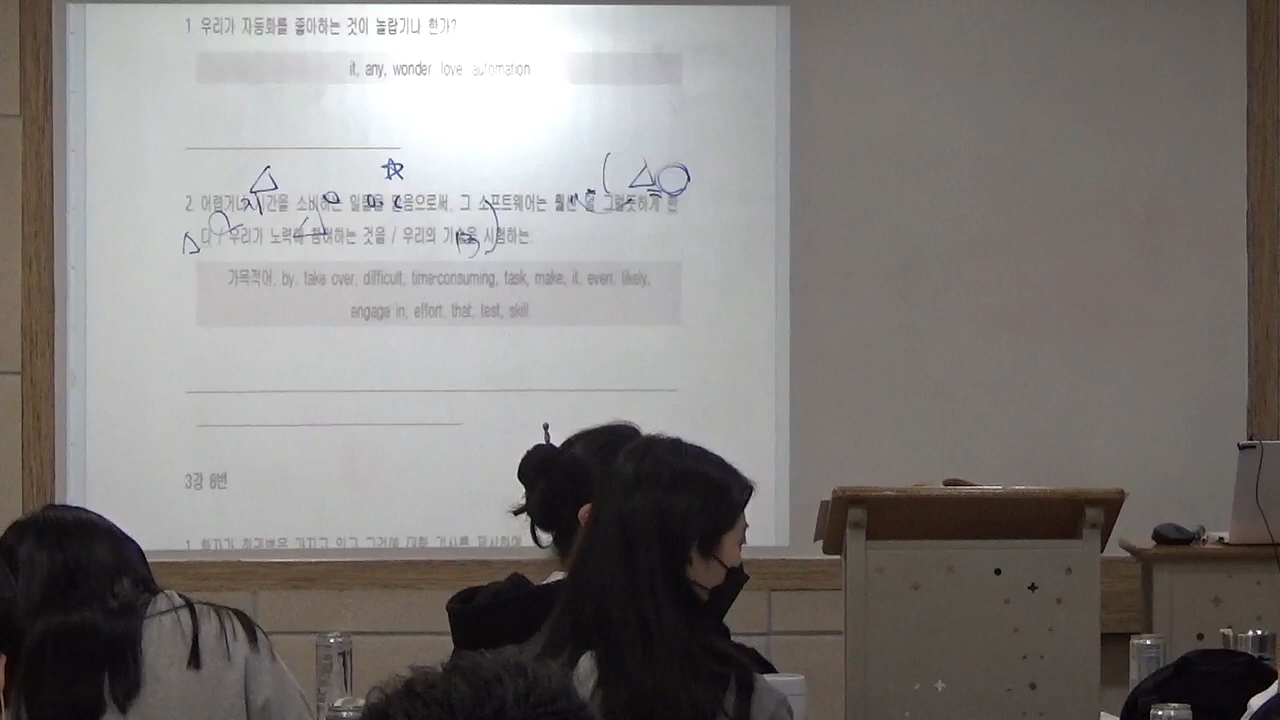 1 우리가 자동화를 좋아하는 것이 놀랍기나 한가?
it, any, wonder love automation
2. 어렵거나 시간을 소비하는 일들을 음으로써, 그 소프트웨어는 훨씬 그럴듯하게 만
다 / 우리가 노력에 참여하는 것을 / 우리의 기술을 시험하는.
가목적어, by, take over, difficult, time-consuming, task, make, it, even, likely,
engage in, effort, that, test, skill
3강 8번